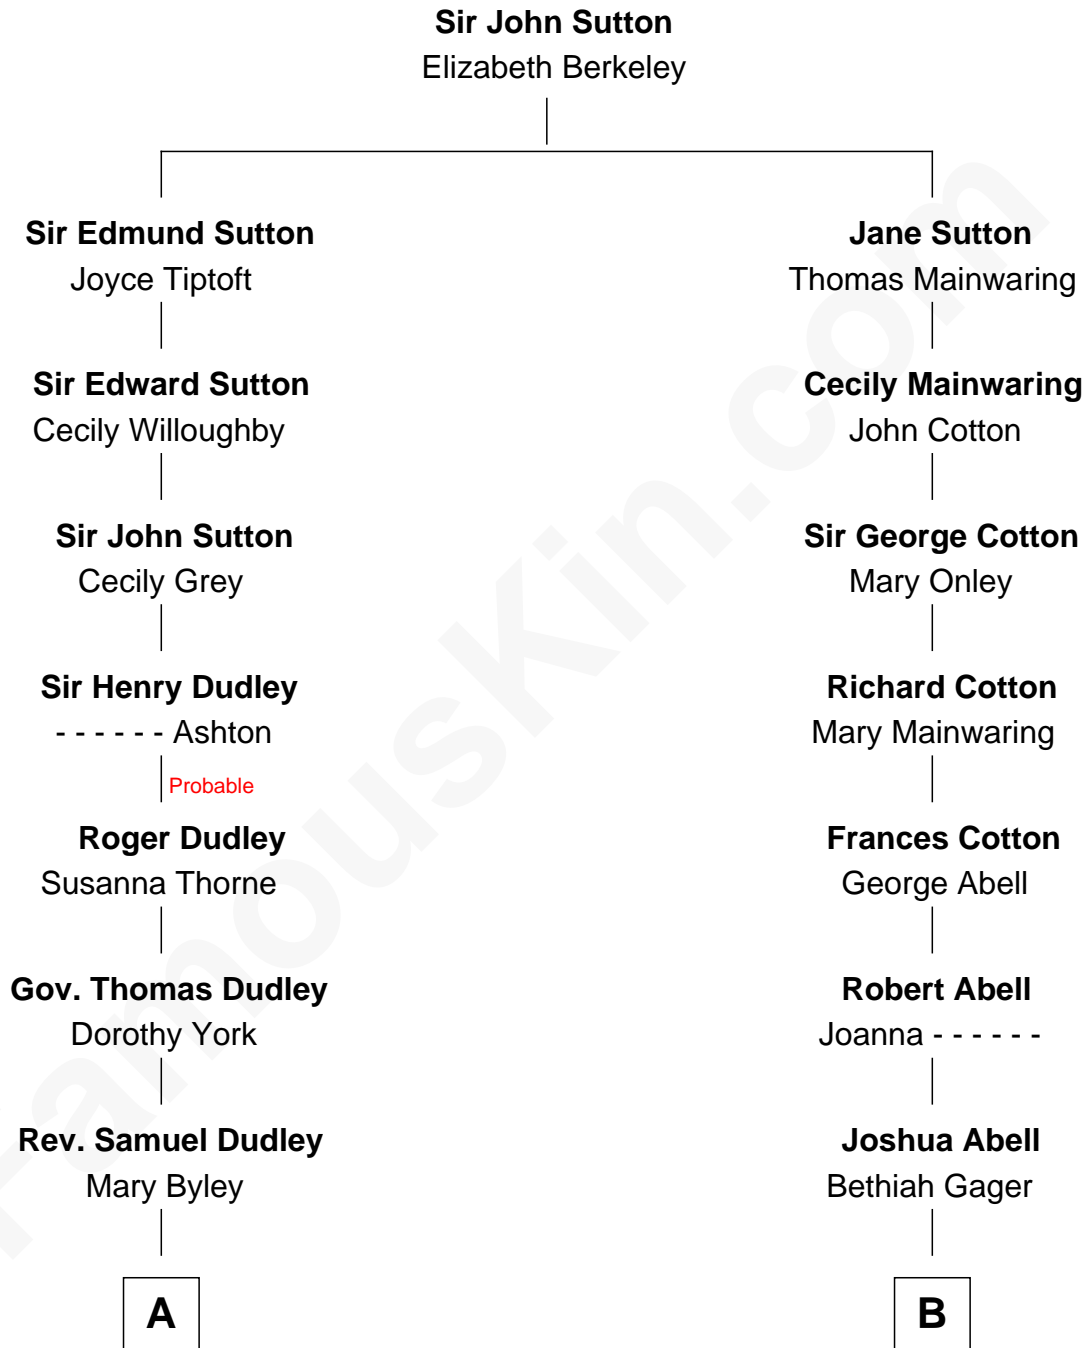 Sir John Sutton
Elizabeth Berkeley
Sir Edmund Sutton
Joyce Tiptoft
Jane Sutton
Thomas Mainwaring
Sir Edward Sutton
Cecily Willoughby
Cecily Mainwaring
John Cotton
Sir John Sutton
Cecily Grey
Sir George Cotton
Mary Onley
Sir Henry Dudley
- - - - - - Ashton
Richard Cotton
Mary Mainwaring
Probable
Roger Dudley
Susanna Thorne
Frances Cotton
George Abell
Gov. Thomas Dudley
Dorothy York
Robert Abell
Joanna - - - - - -
Rev. Samuel Dudley
Mary Byley
Joshua Abell
Bethiah Gager
A
B
FamousKin.com